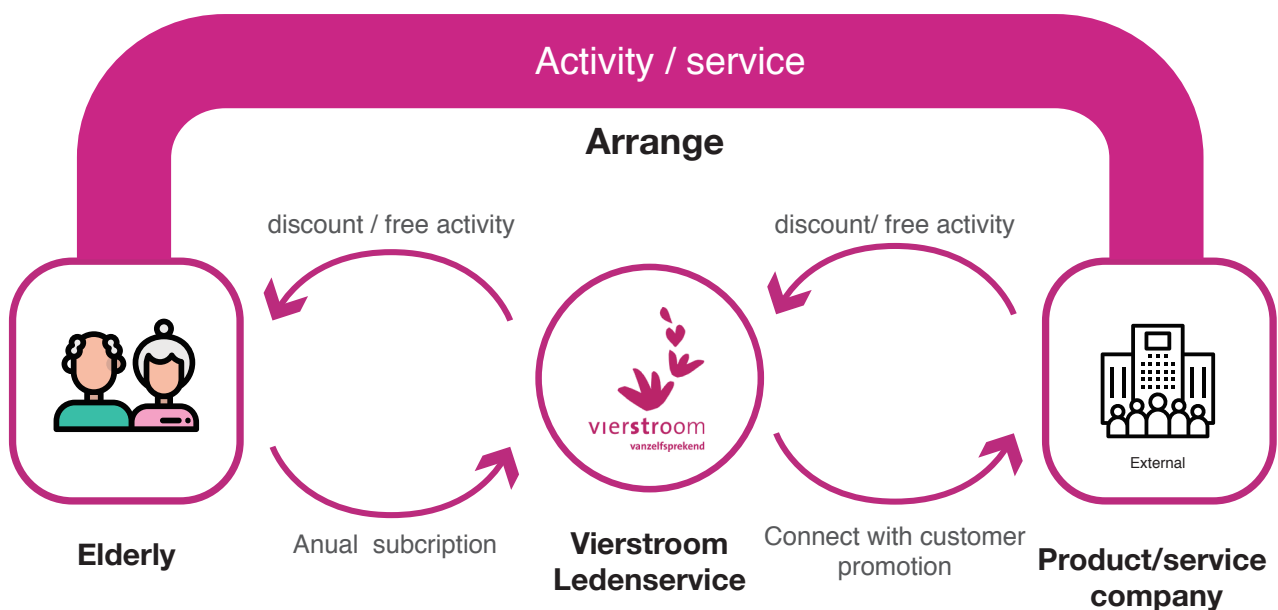 Activity / service
Arrange
discount / free activity
discount/ free activity
vierstroom
vanzelfsprekend
External
Elderly
Anual subcription
Vierstroom
Ledenservice
Connect with customer
promotion
Product/service
company